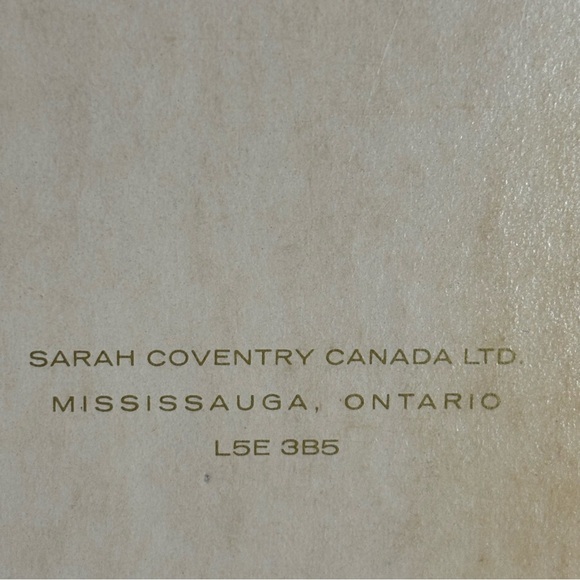 SARAH COVENTRY CANADA LTD.
MISSISSAUGA, ONTARIO
L5E 3B5